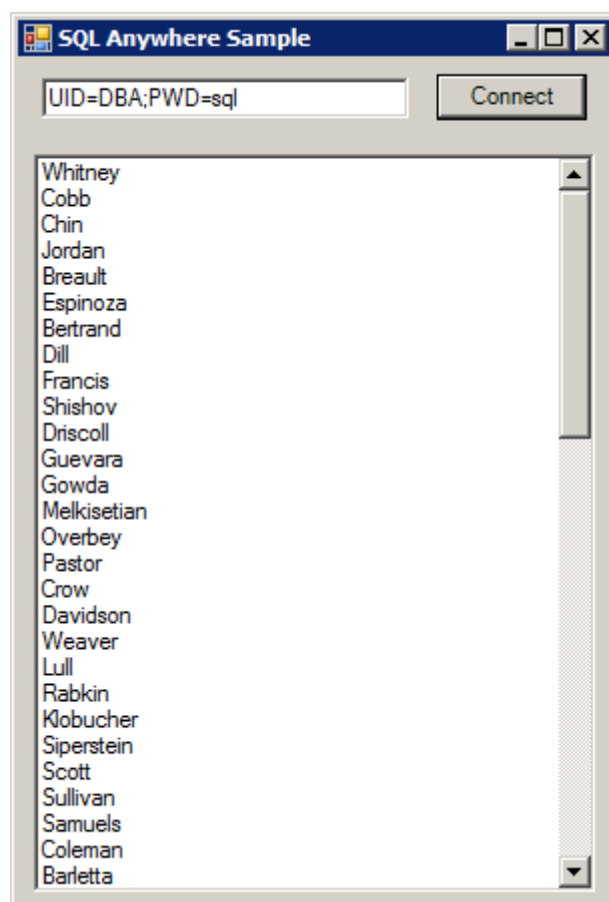 SQL Anywhere Sample
UID=DBA;PWD=sql
Connect
Whitney
Cobb
Chin
Jordan
Breault
Espinoza
Bertrand
Dill
Francis
Shishov
Driscoll
Guevara
Gowda
Melkisetian
Overbey
Pastor
Crow
Davidson
Weaver
Lull
Rabkin
Klobucher
Siperstein
Scott
Sullivan
Samuels
Coleman
Barletta